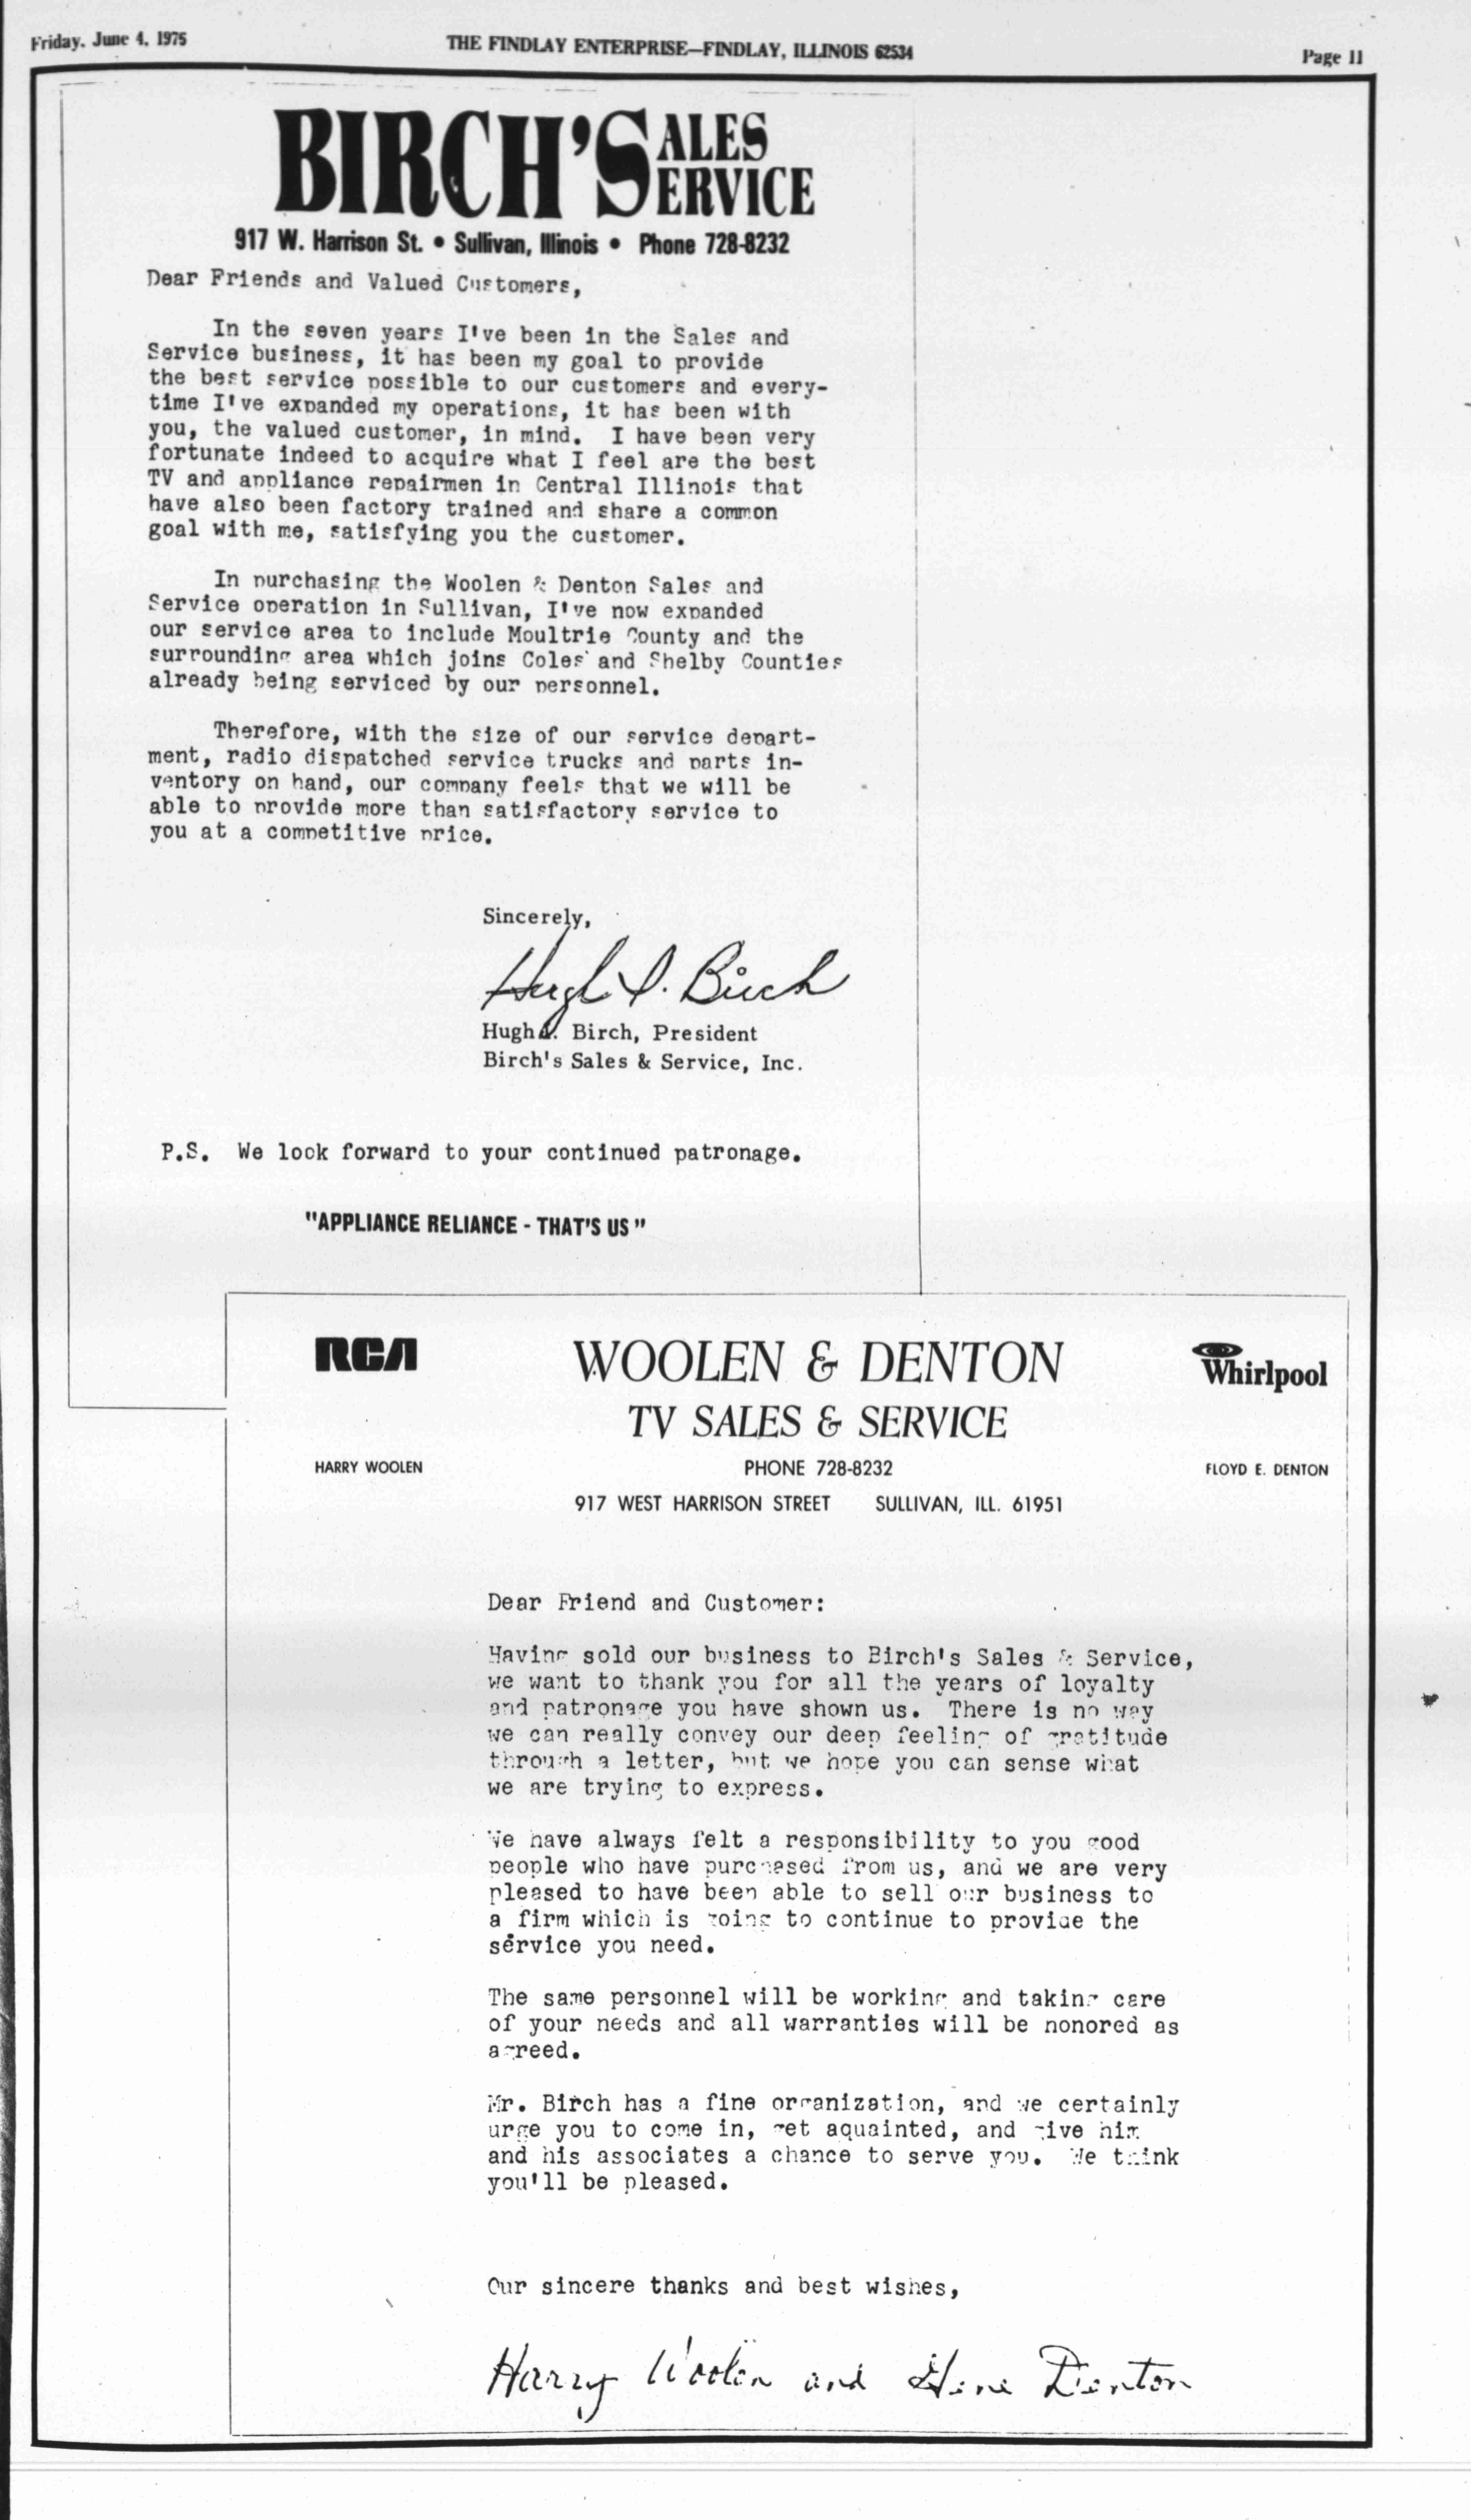 Friday, June 4, 1975
THE FINDLAY ENTERPRISE—FINDLAY, ILLINOIS 62534
Page 11
BIRCH'SALES
SERVICE
917 W. Harrison St. • Sullivan, Illinois • Phone 728-8232
Dear Friends and Valued Customers,
In the seven years I've been in the Sales and
Service business, it has been my goal to provide
the best service possible to our customers and every-
time I've expanded my operations, it has been with
you, the valued customer, in mind. I have been very
fortunate indeed to acquire what I feel are the best
TV and appliance repairmen in Central Illinois that
have also been factory trained and share a common
goal with me, satisfying you the customer.
In purchasing the Woolen & Denton Sales and
Service operation in Sullivan, I've now expanded
our service area to include Moultrie County and the
surrounding area which joins Coles and Shelby Counties
already being serviced by our personnel.
Therefore, with the size of our service depart-
ment, radio dispatched service trucks and parts in-
ventory on hand, our company feels that we will be
able to provide more than satisfactory service to
you at a competitive price.
Sincerely,
Hugh I. Birch
Hugh Birch, President
Birch's Sales & Service, Inc.
P.S. We look forward to your continued patronage.
"APPLIANCE RELIANCE - THAT'S US"
RCA
WOOLEN & DENTON
Whirlpool
TV SALES & SERVICE
HARRY WOOLEN
PHONE 728-8232
FLOYD E. DENTON
917 WEST HARRISON STREET SULLIVAN, ILL. 61951
Dear Friend and Customer:
Having sold our business to Birch's Sales & Service,
we want to thank you for all the years of loyalty
and patronage you have shown us. There is no way
we can really convey our deep feeling of gratitude
through a letter, but we hope you can sense what
we are trying to express.
We have always felt a responsibility to you good
people who have purchased from us, and we are very
pleased to have been able to sell our business to
a firm which is going to continue to provide the
service you need.
The same personnel will be working and taking care
of your needs and all warranties will be honored as
agreed.
Mr. Birch has a fine organization, and we certainly
urge you to come in, get aquainted, and give him
and his associates a chance to serve you. We think
you'll be pleased.
Our sincere thanks and best wishes,
Harry Woolen and Gene Denton